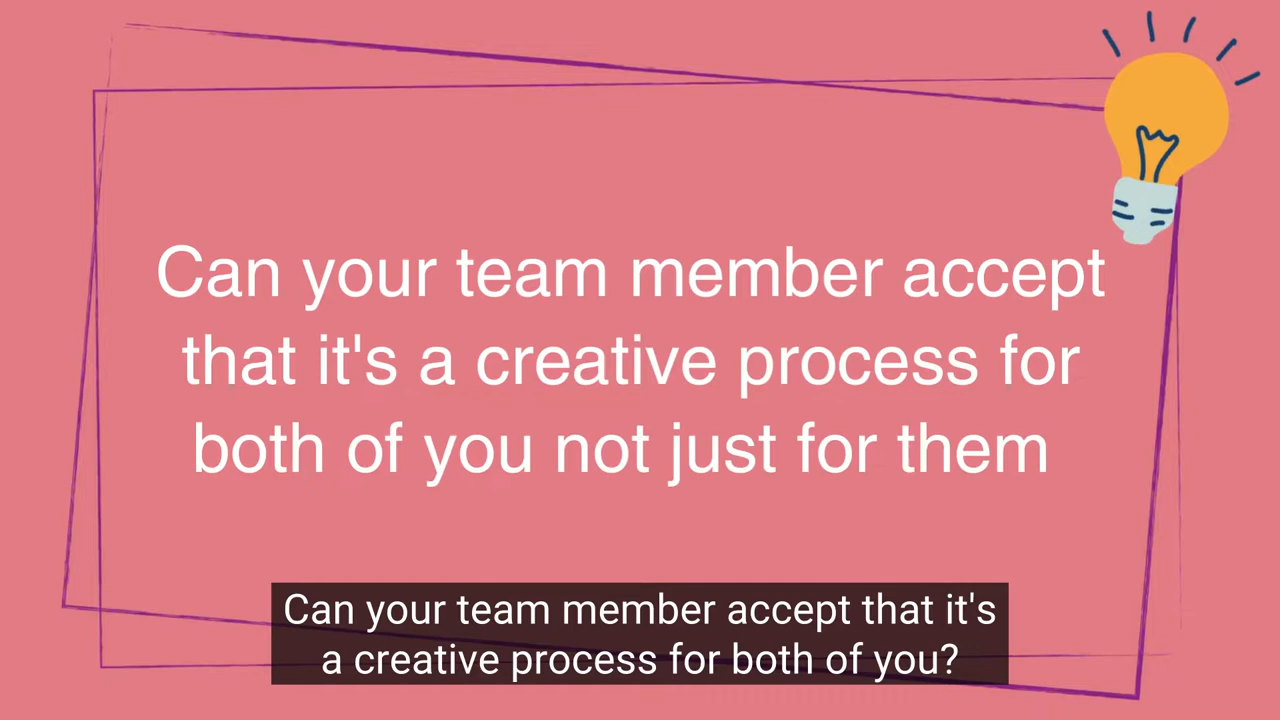 Can your team member accept
that it's a creative process for
both of you not just for them
Can your team member accept that it's
a creative process for both of you?